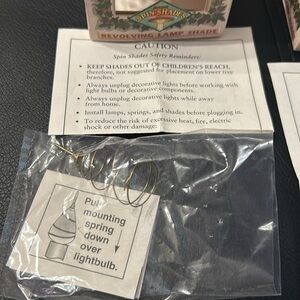 SPIN SHADES
REVOLVING LAMP SHADE
CAUTION
Spin Shades Safety Reminders:
• KEEP SHADES OUT OF CHILDREN'S REACH,
therefore, not suggested for placement on lower tree
branches.
• Always unplug decorative lights before working with
light bulbs or decorative components.
• Always unplug decorative lights while away
from home.
• Install lamps, springs, and shades before plugging in.
• To reduce the risk of excessive heat, fire, electric
shock or other damage:
Pull
mounting
spring
down
over
lightbulb.